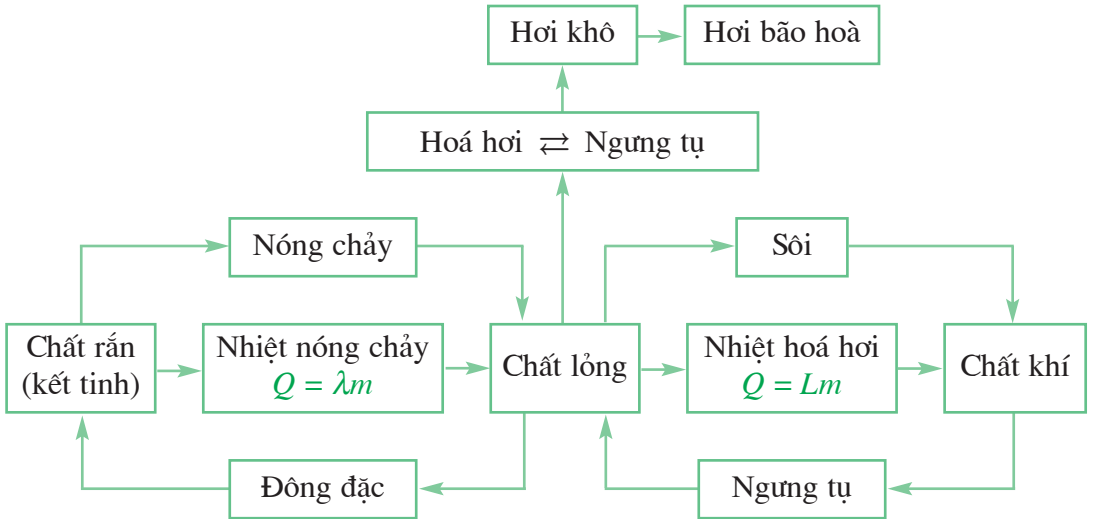 Hơi khô
Hơi bão hoà
Hoá hơi ⇄ Ngưng tụ
Nóng chảy
Sôi
Chất rắn
(kết tinh)
Nhiệt nóng chảy
Q = λm
Chất lỏng
Nhiệt hoá hơi
Q = Lm
Chất khí
Đông đặc
Ngưng tụ